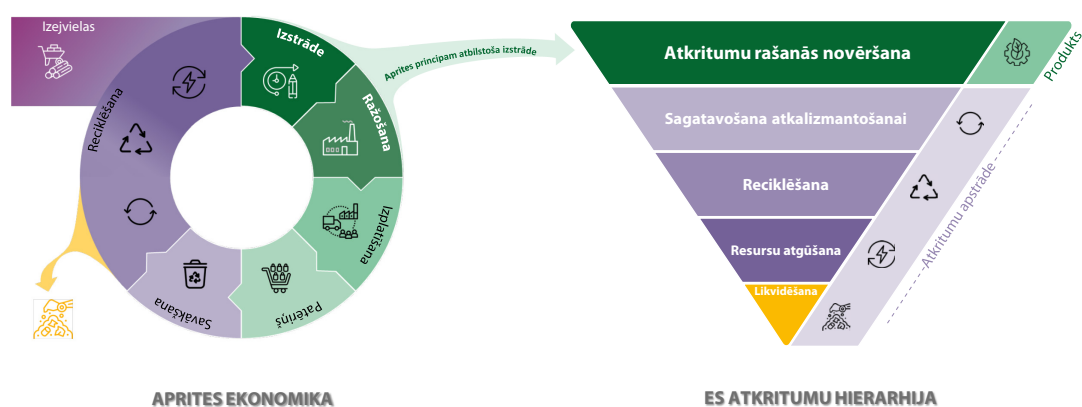 Izejvielas
Izstrāde
Ražošana
Izplatīšana
Patēriņš
Savākšana
Reciklēšana
Aprites principam atbilstoša izstrāde
APRITES EKONOMIKA
Atkritumu rašanās novēršana
Sagatavošana atkalizmantošanai
Reciklēšana
Resursu atgūšana
Likvidēšana
Produkts
Atkritumu apstrāde
ES ATKRITUMU HIERARHIJA